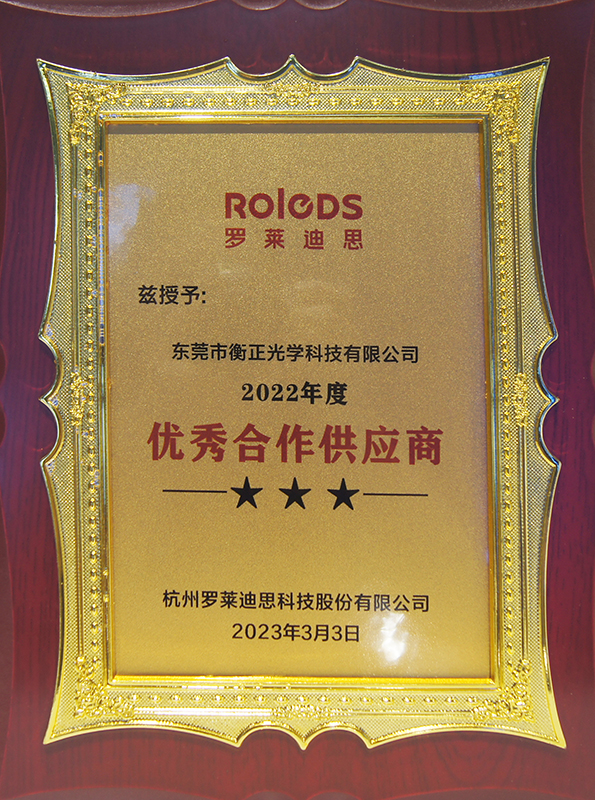 ROleDS
罗莱迪思
兹授予:
东莞市衡正光学科技有限公司
2022年度
优秀合作供应商
杭州罗莱迪思科技股份有限公司
2023年3月3日